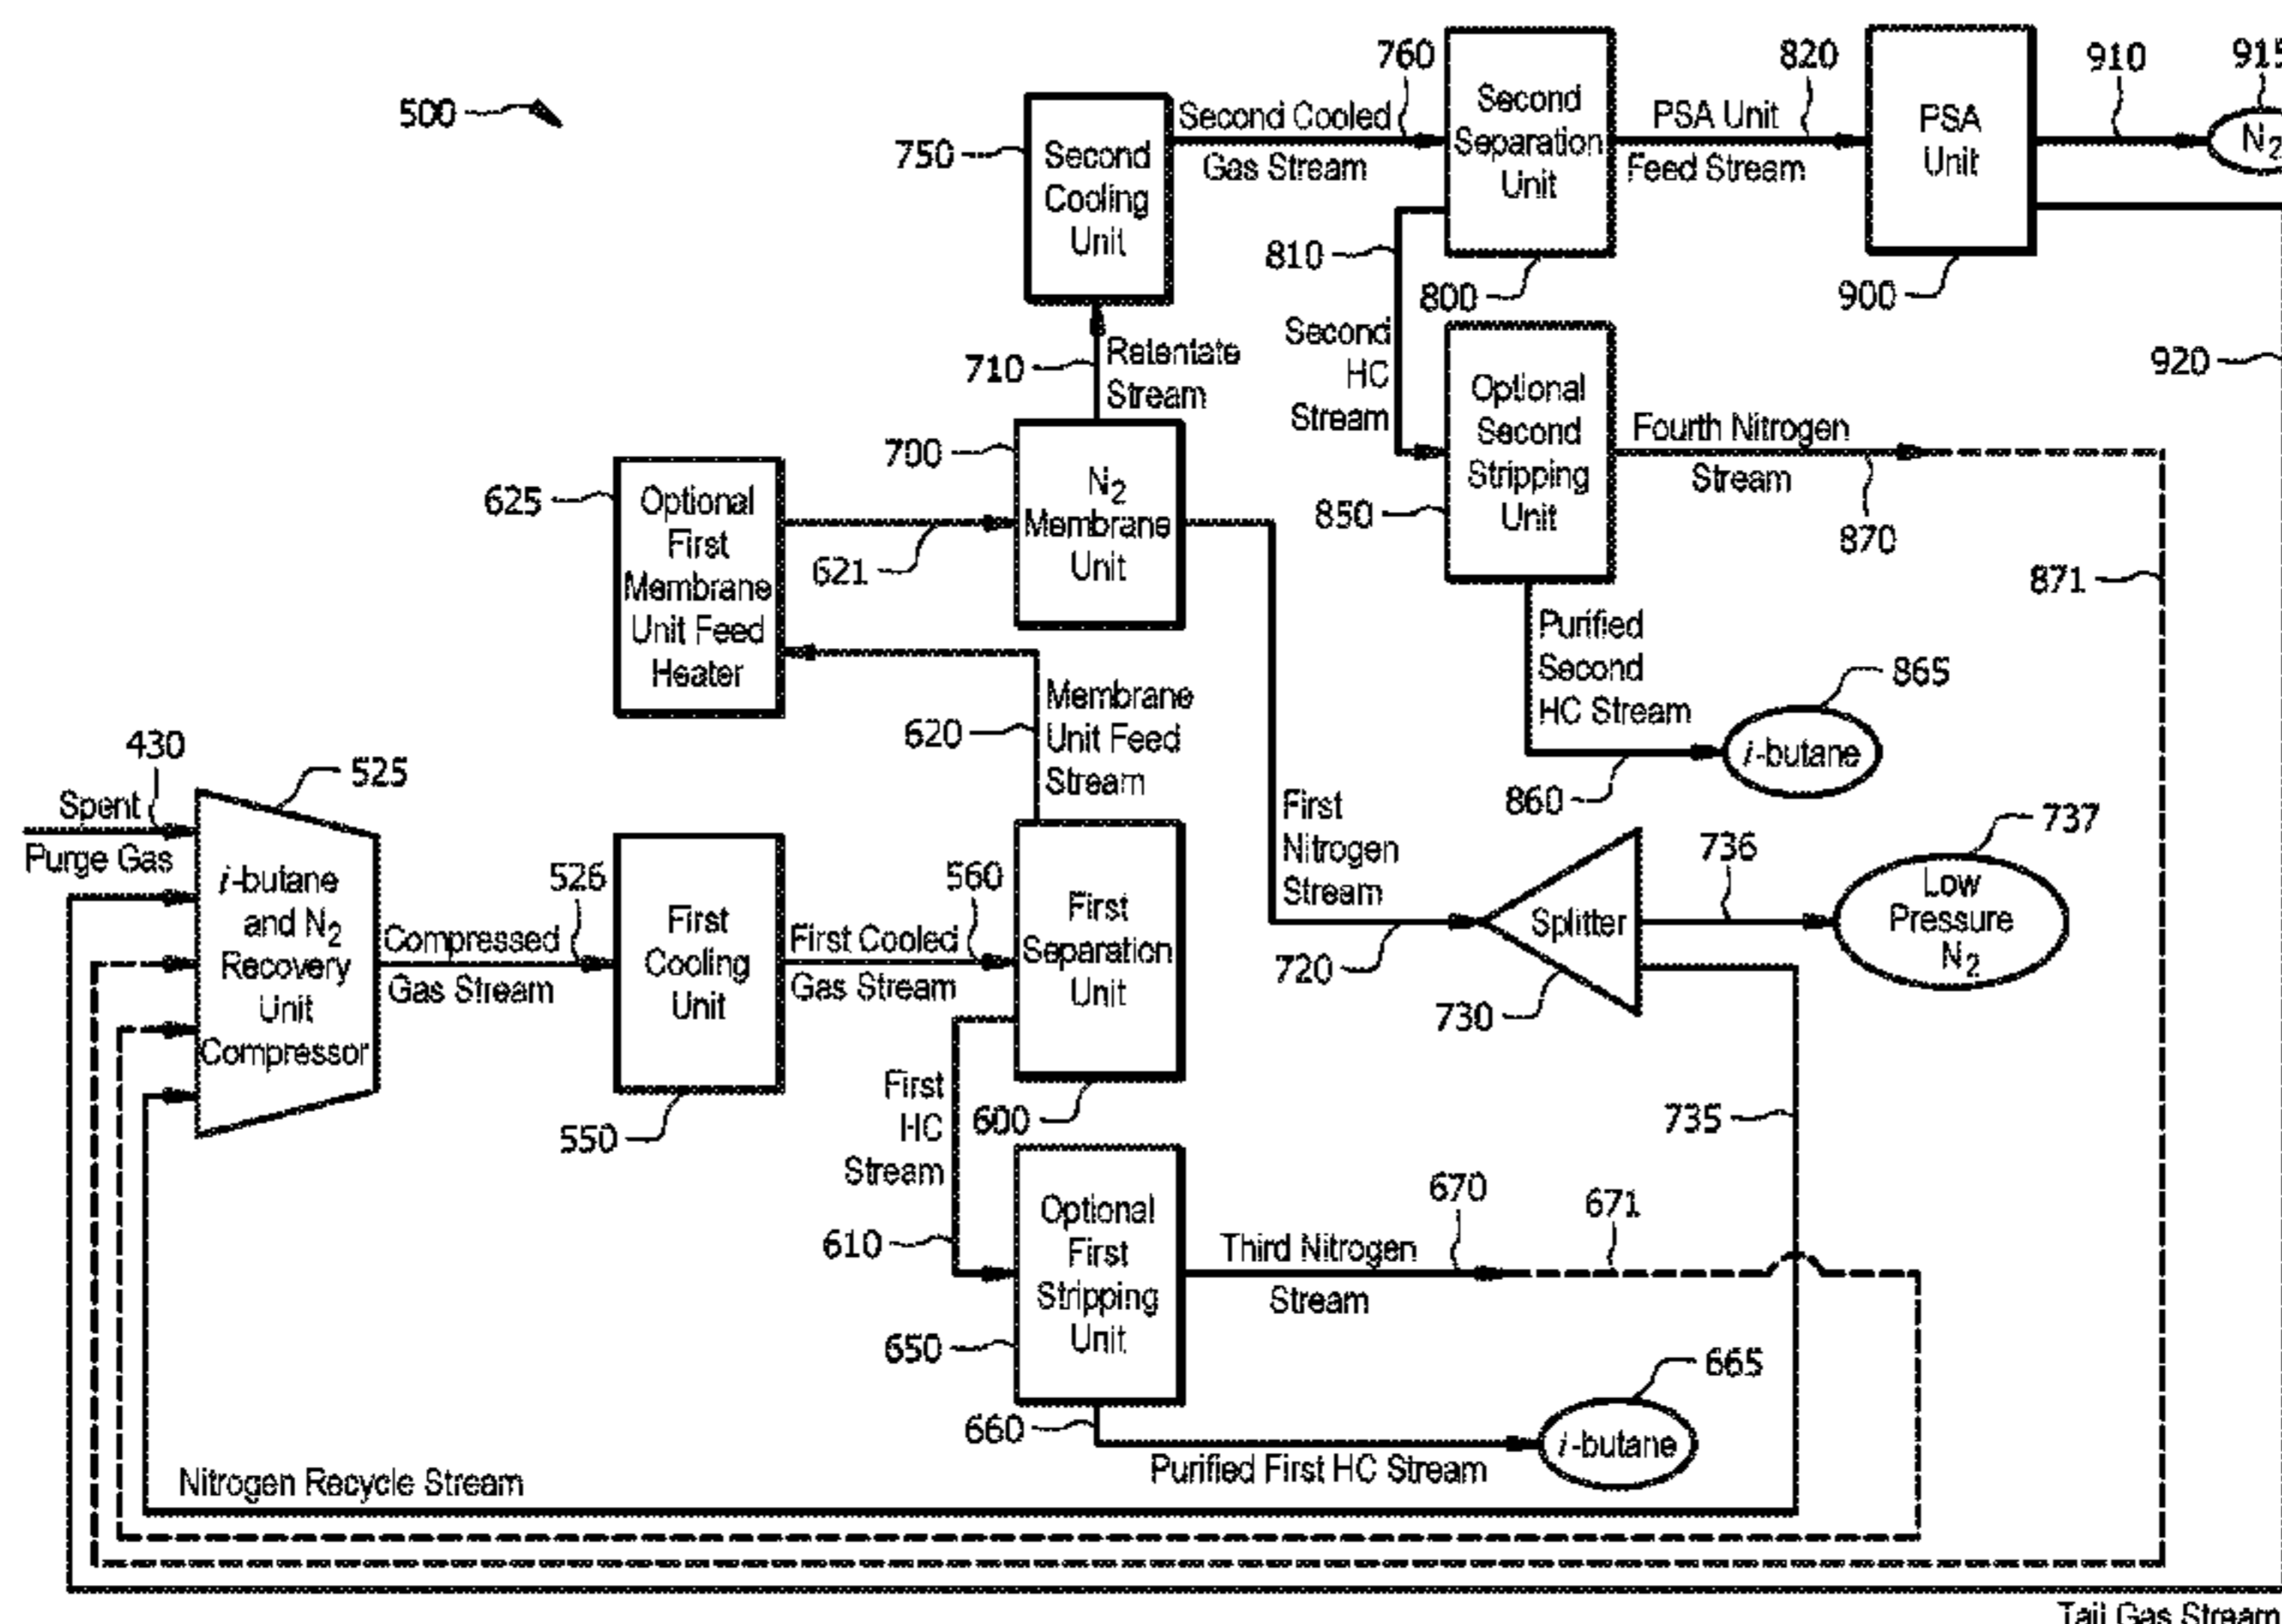 500
750
Second
Cooling
Unit
760
Second Cooled
Gas Stream
Second
Separation
Unit
800
820
PSA Unit
Feed Stream
PSA
Unit
900
910
915
N2
920
810
Second
HC
Stream
710
Retentate
Stream
700
N2
Membrane
Unit
625
Optional
First
Membrane
Unit Feed
Heater
621
850
Optional
Second
Stripping
Unit
Fourth Nitrogen
Stream
870
871
Purified
Second
HC Stream
860
865
i-butane
620
Membrane
Unit Feed
Stream
430
Spent
Purge Gas
525
i-butane
and N2
Recovery
Unit
Compressor
526
Compressed
Gas Stream
First
Cooling
Unit
550
560
First Cooled
Gas Stream
First
Separation
Unit
600
First
Nitrogen
Stream
720
Splitter
730
736
737
Low
Pressure
N2
735
First
HC
Stream
610
Optional
First
Stripping
Unit
650
670
Third Nitrogen
Stream
671
660
Purified First HC Stream
665
i-butane
Nitrogen Recycle Stream
Tail Gas Stream